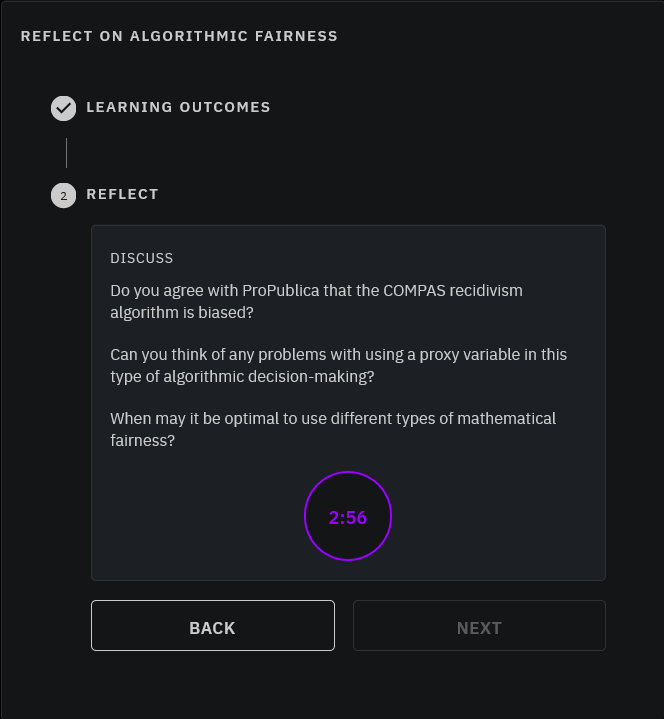 REFLECT ON ALGORITHMIC FAIRNESS
LEARNING OUTCOMES
2 REFLECT
DISCUSS
Do you agree with ProPublica that the COMPAS recidivism
algorithm is biased?
Can you think of any problems with using a proxy variable in this
type of algorithmic decision-making?
When may it be optimal to use different types of mathematical
fairness?
2:56
BACK
NEXT